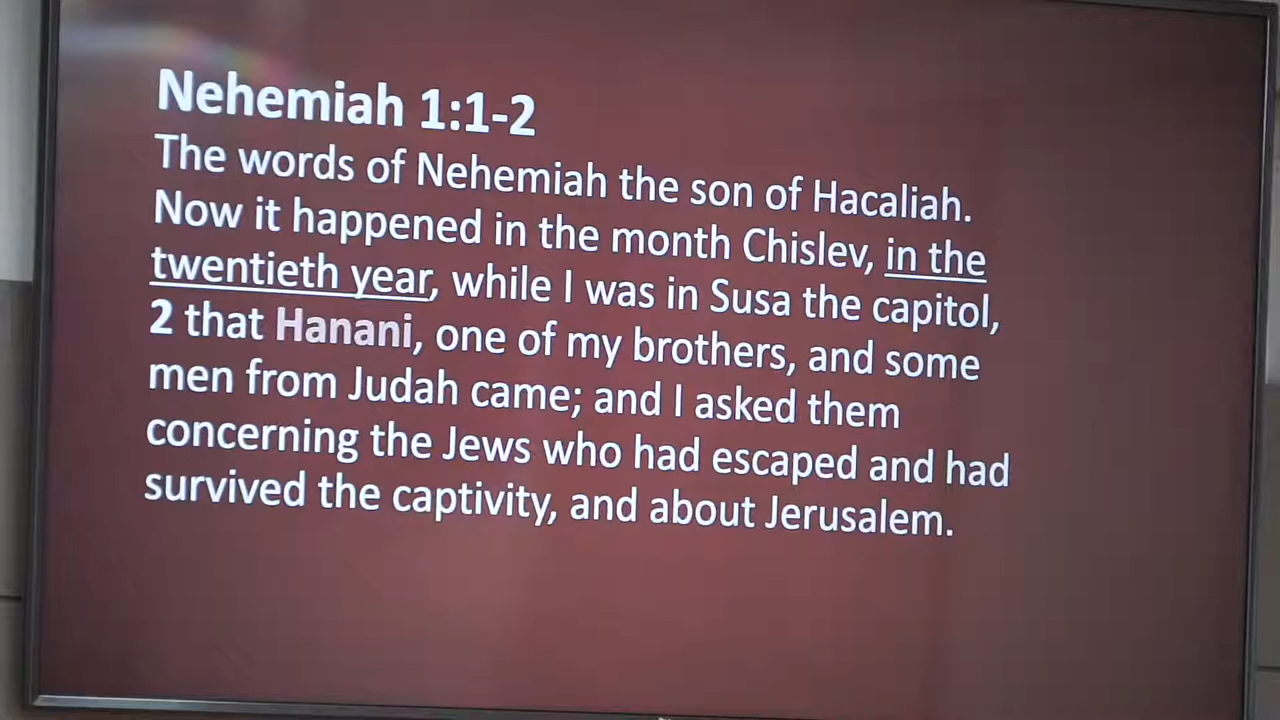 Nehemiah 1:1-2
The words of Nehemiah the son of Hacaliah.
Now it happened in the month Chislev, in the
twentieth year, while I was in Susa the capitol,
2 that Hanani, one of my brothers, and some
men from Judah came; and I asked them
concerning the Jews who had escaped and had
survived the captivity, and about Jerusalem.